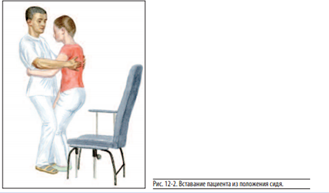 Рис. 12-2. Вставание пациента из положения сидя.